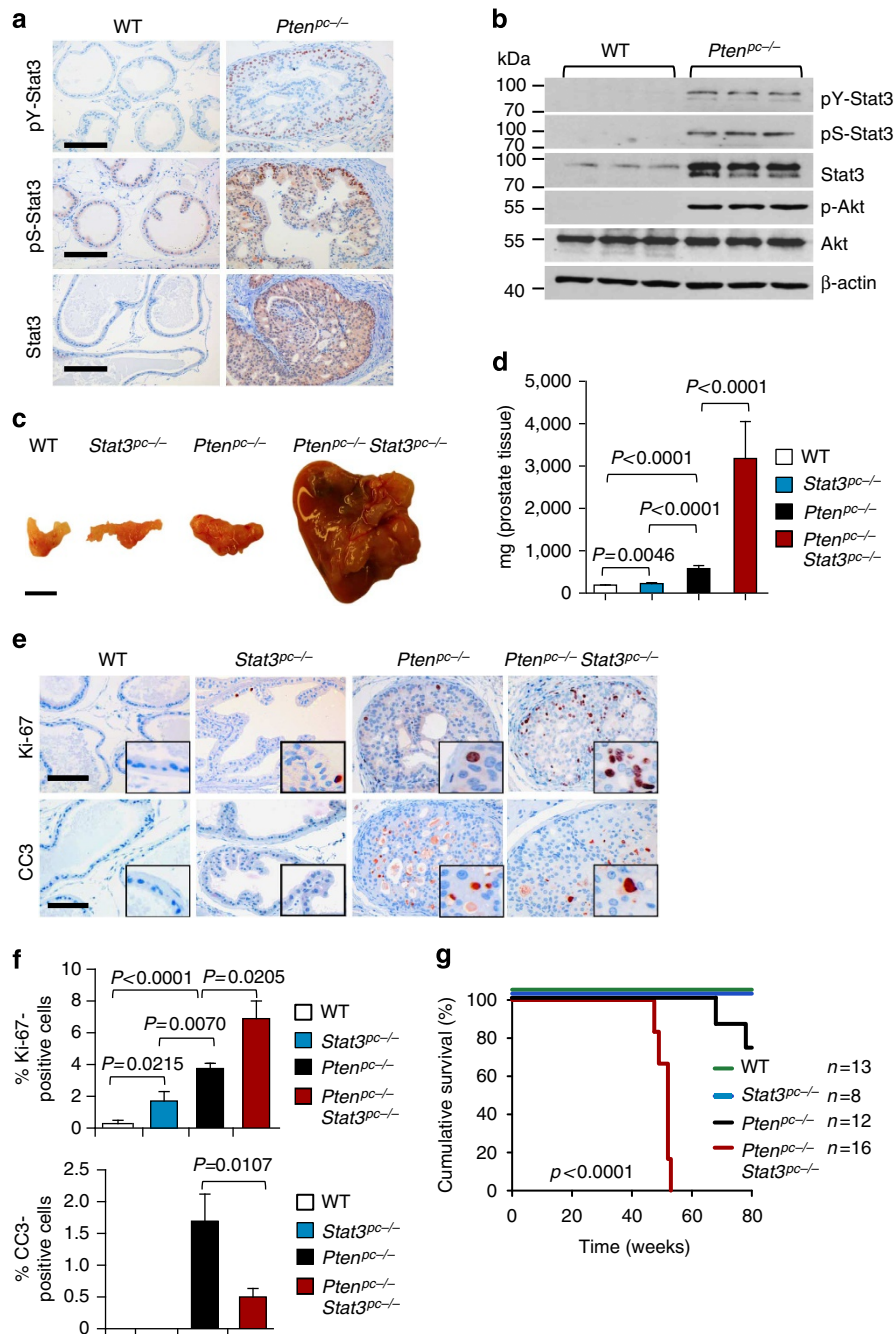 a
WT
Pten^pc–/–
pY-Stat3
pS-Stat3
Stat3
b
kDa
WT
Pten^pc–/–
100
70
pY-Stat3
100
70
pS-Stat3
100
70
Stat3
55
p-Akt
55
Akt
40
β-actin
c
WT
Stat3^pc–/–
Pten^pc–/–
Pten^pc–/– Stat3^pc–/–
d
mg (prostate tissue)
5,000
4,000
3,000
2,000
1,000
0
P<0.0001
P<0.0001
P<0.0001
P=0.0046
WT
Stat3^pc–/–
Pten^pc–/–
Pten^pc–/–
Stat3^pc–/–
e
WT
Stat3^pc–/–
Pten^pc–/–
Pten^pc–/– Stat3^pc–/–
Ki-67
CC3
f
% Ki-67-
positive cells
10
8
6
4
2
0
P<0.0001
P=0.0205
P=0.0070
P=0.0215
WT
Stat3^pc–/–
Pten^pc–/–
Pten^pc–/–
Stat3^pc–/–
% CC3-
positive cells
2.5
2.0
1.5
1.0
0.5
0
P=0.0107
WT
Stat3^pc–/–
Pten^pc–/–
Pten^pc–/–
Stat3^pc–/–
g
Cumulative survival (%)
100
80
60
40
20
0
WT n=13
Stat3^pc–/– n=8
Pten^pc–/– n=12
Pten^pc–/– n=16
Stat3^pc–/–
p<0.0001
0 20 40 60 80
Time (weeks)